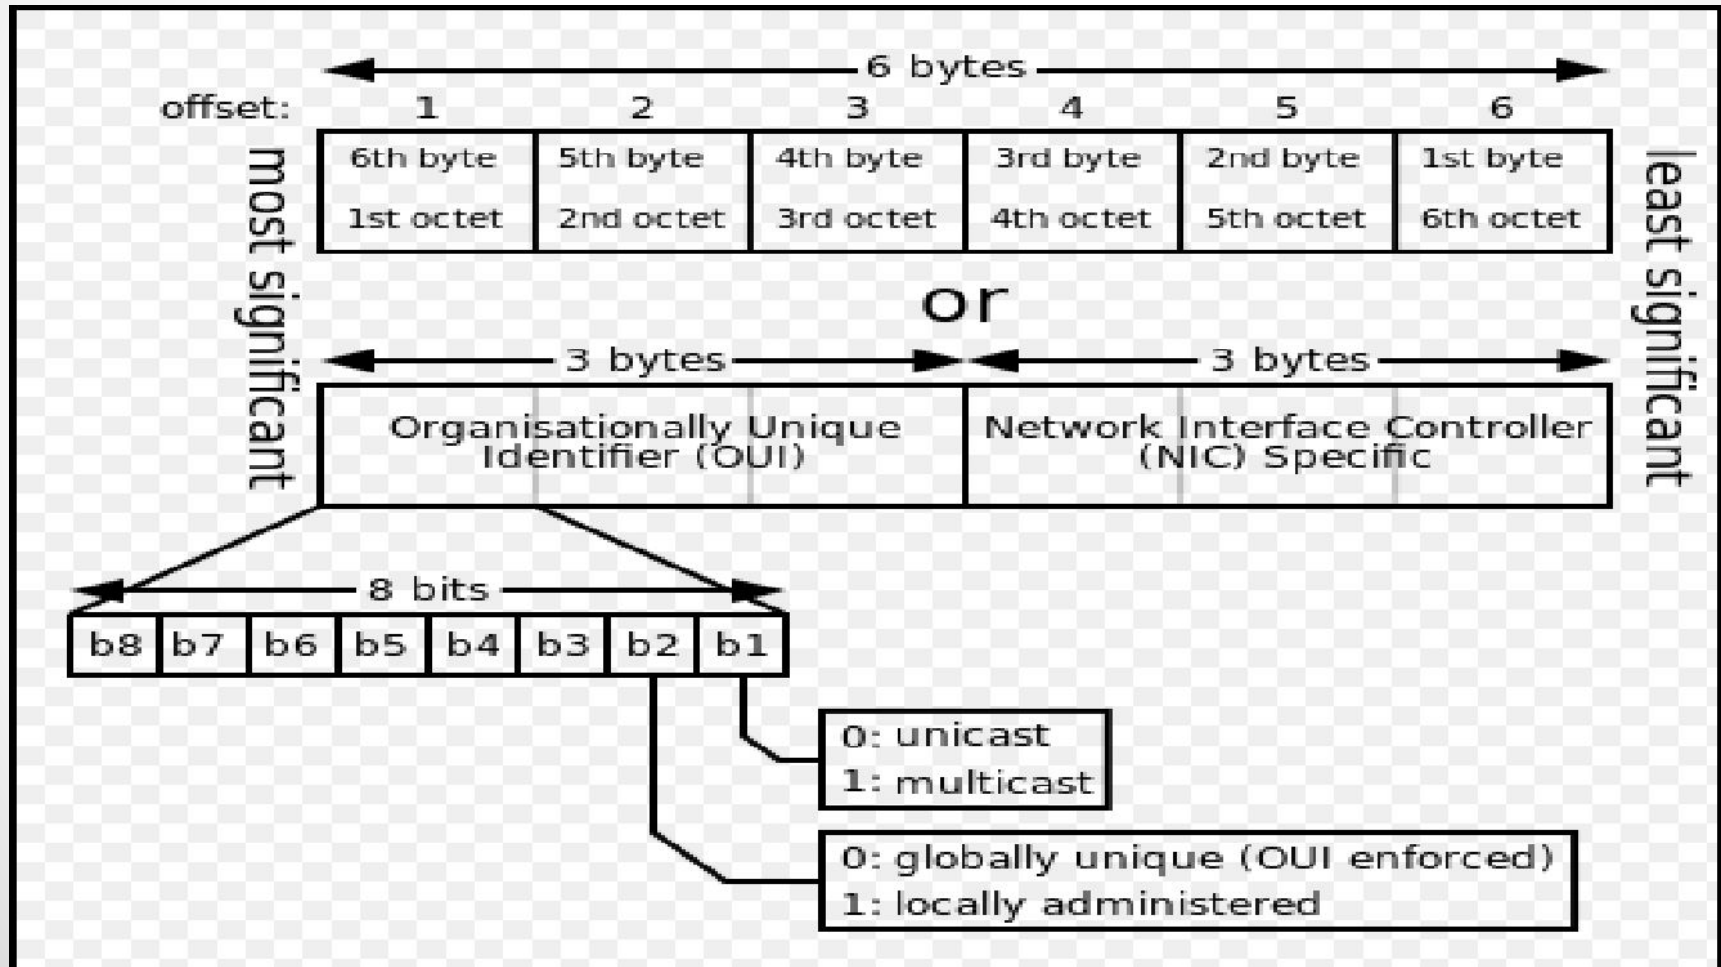 6 bytes
offset: 1 2 3 4 5 6
6th byte 5th byte 4th byte 3rd byte 2nd byte 1st byte
1st octet 2nd octet 3rd octet 4th octet 5th octet 6th octet
most significant
least significant
or
3 bytes 3 bytes
Organisationally Unique
Identifier (OUI)
Network Interface Controller
(NIC) Specific
8 bits
b8 b7 b6 b5 b4 b3 b2 b1
0: unicast
1: multicast
0: globally unique (OUI enforced)
1: locally administered